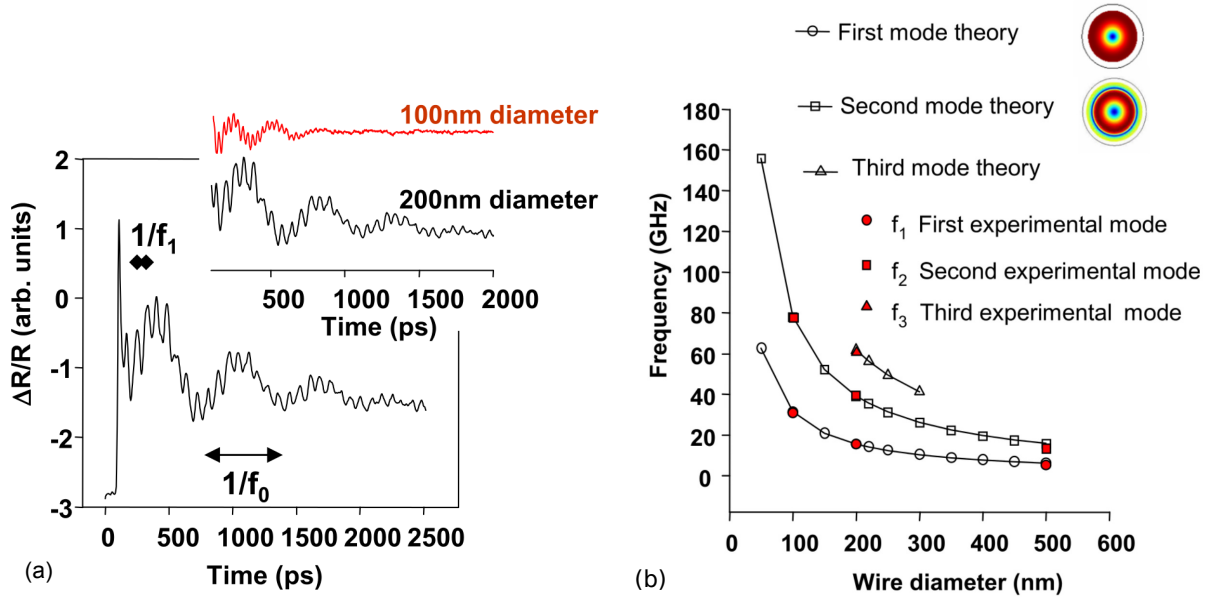 100nm diameter
200nm diameter
500 1000 1500 2000
Time (ps)
2
1
0
-1
-2
-3
ΔR/R (arb. units)
1/f₁
1/f₀
0 500 1000 1500 2000 2500
Time (ps)
(a)
First mode theory
Second mode theory
Third mode theory
f₁ First experimental mode
f₂ Second experimental mode
f₃ Third experimental mode
180
160
140
120
100
80
60
40
20
0
Frequency (GHz)
0 100 200 300 400 500 600
Wire diameter (nm)
(b)